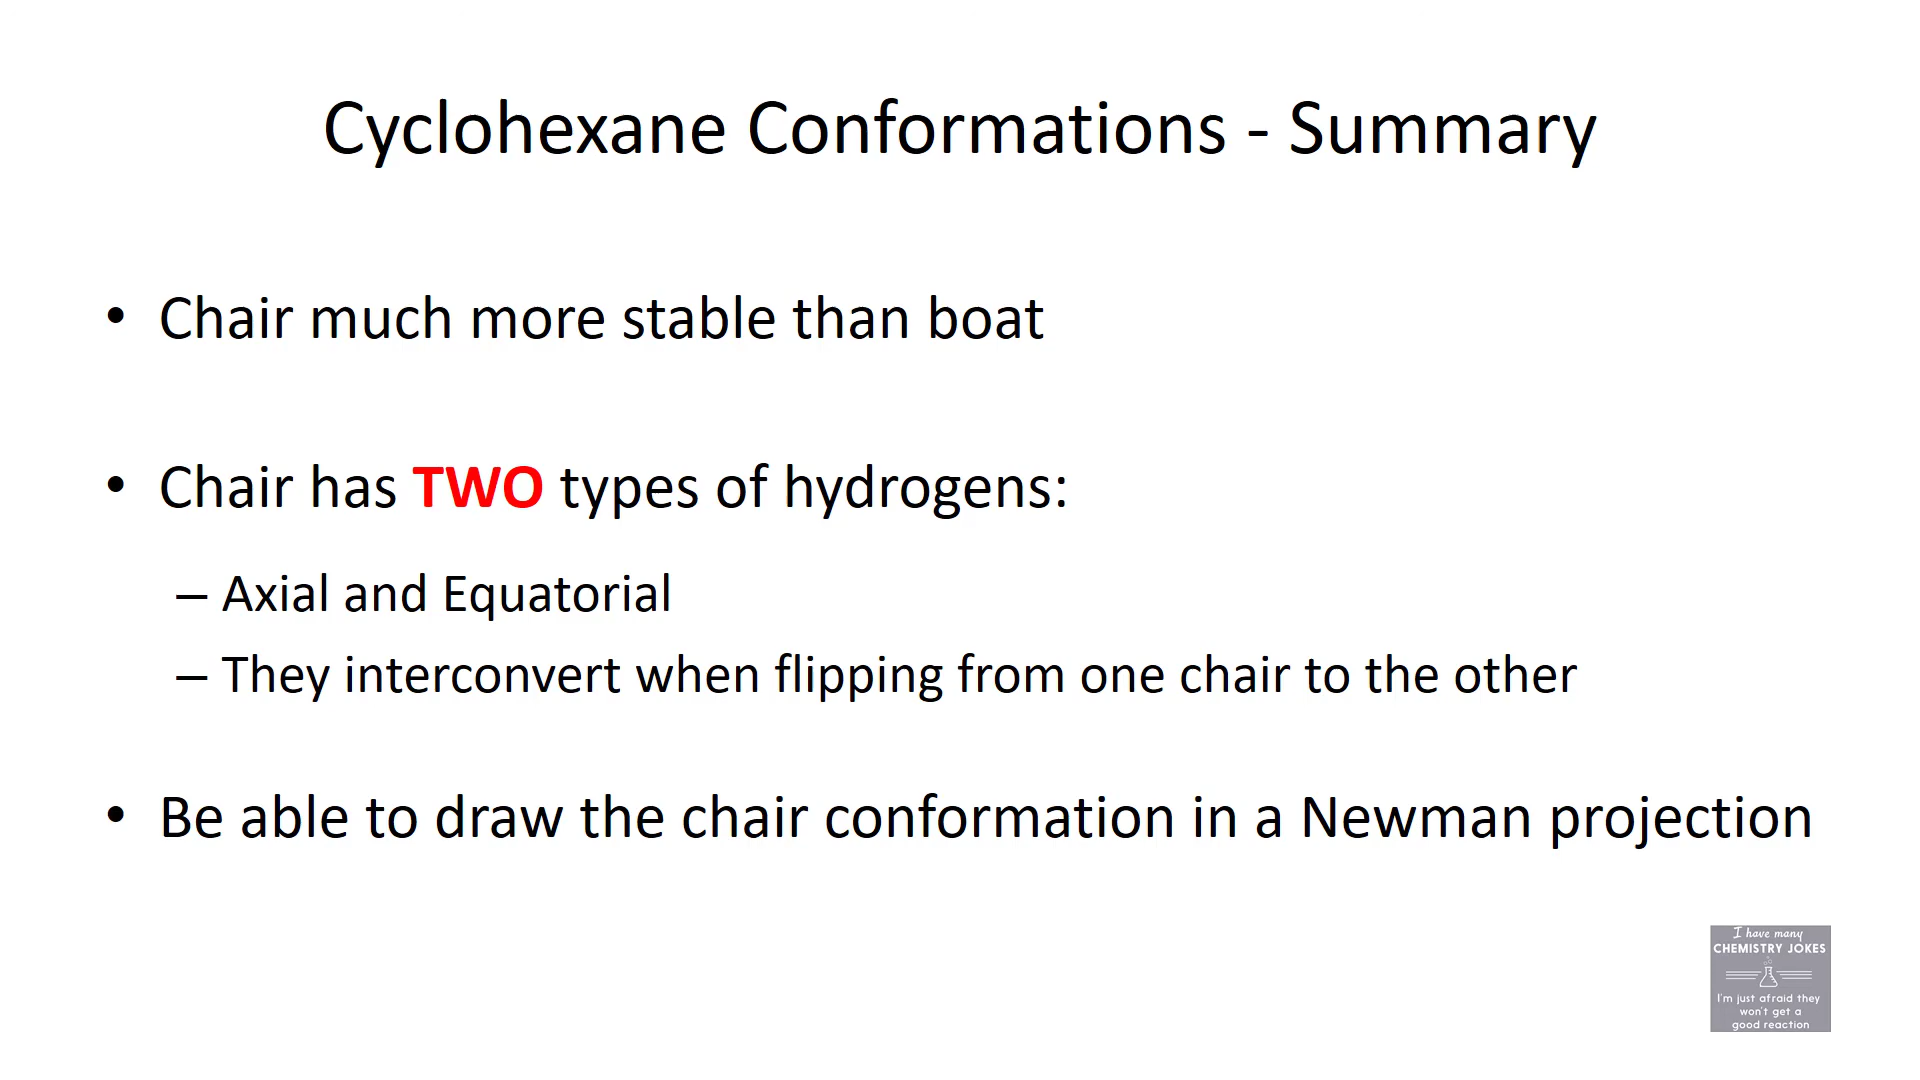 Cyclohexane Conformations - Summary
• Chair much more stable than boat
• Chair has TWO types of hydrogens:
– Axial and Equatorial
– They interconvert when flipping from one chair to the other
• Be able to draw the chair conformation in a Newman projection
I have many
CHEMISTRY JOKES
I'm just afraid they
won't get a
good reaction